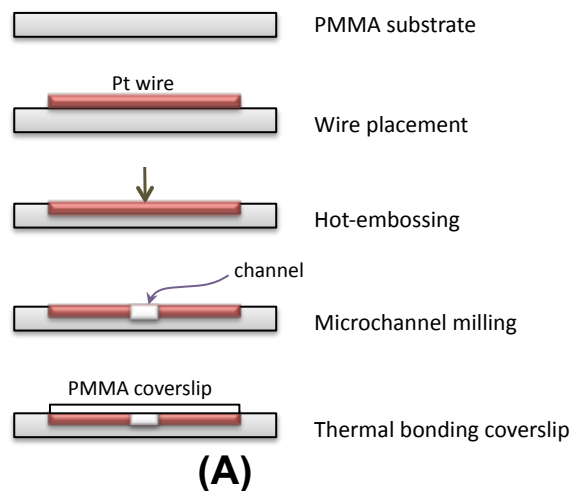 PMMA substrate
Pt wire
Wire placement
Hot-embossing
channel
Microchannel milling
PMMA coverslip
Thermal bonding coverslip
(A)